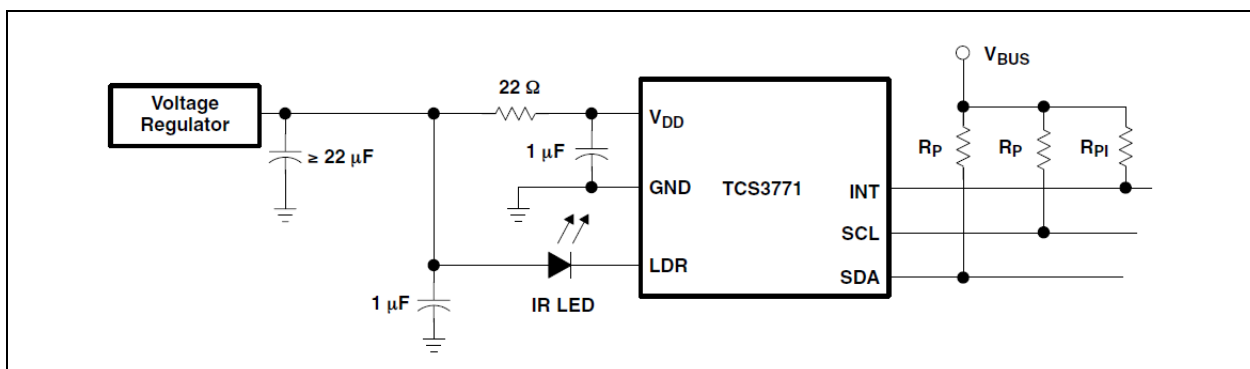 Voltage
Regulator
≥ 22 μF
22 Ω
1 μF
1 μF
IR LED
V_DD
GND
LDR
TCS3771
INT
SCL
SDA
V_BUS
R_P
R_P
R_PI